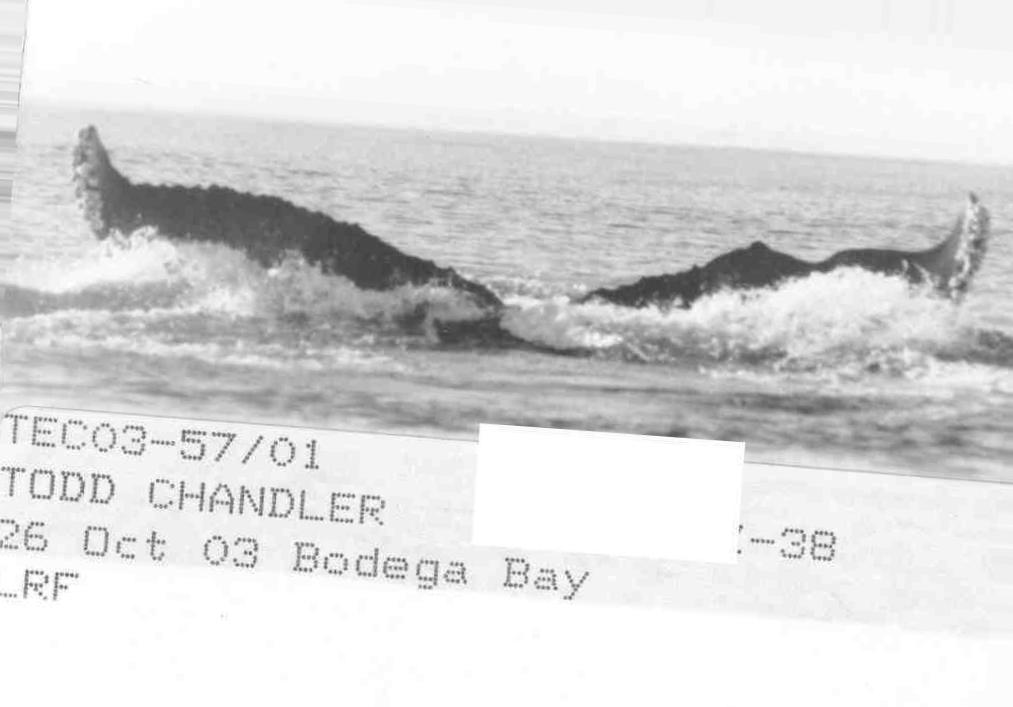 TEC03-57/01
TODD CHANDLER
-38
26 Oct 03 Bodega Bay
LRF